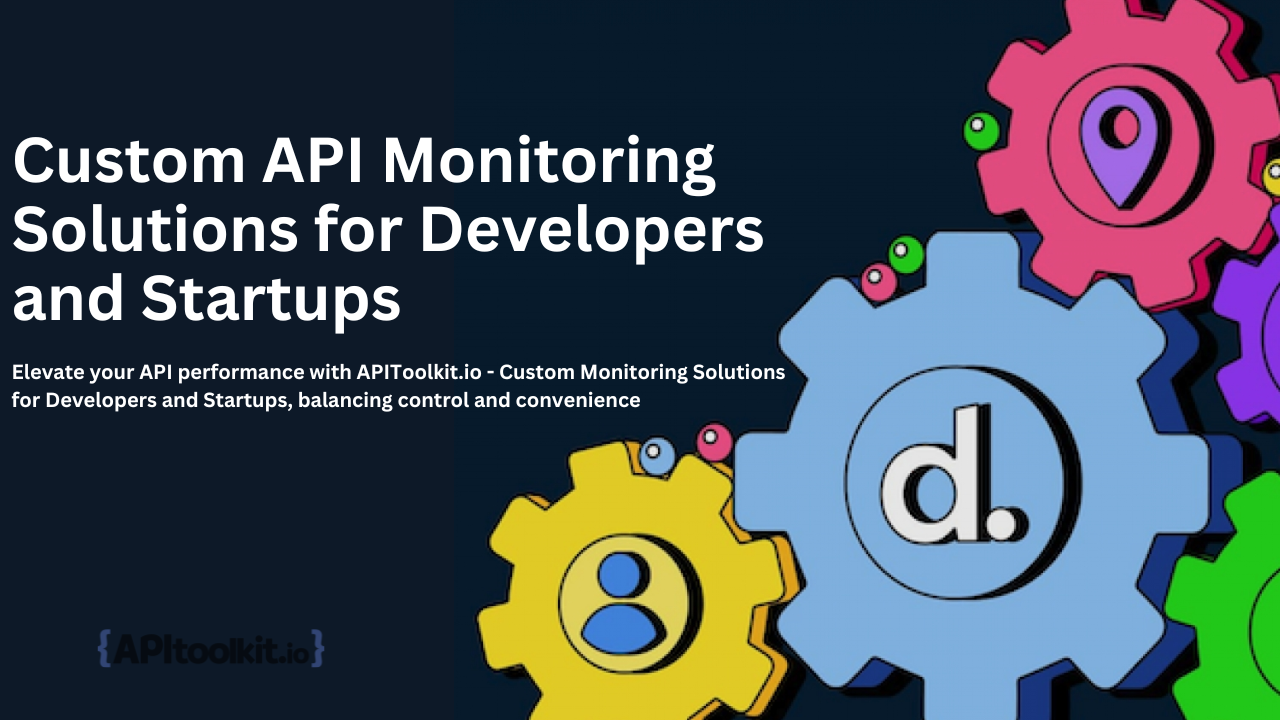 Custom API Monitoring
Solutions for Developers
and Startups
Elevate your API performance with APIToolkit.io - Custom Monitoring Solutions
for Developers and Startups, balancing control and convenience
d.
{APItoolkit.io}